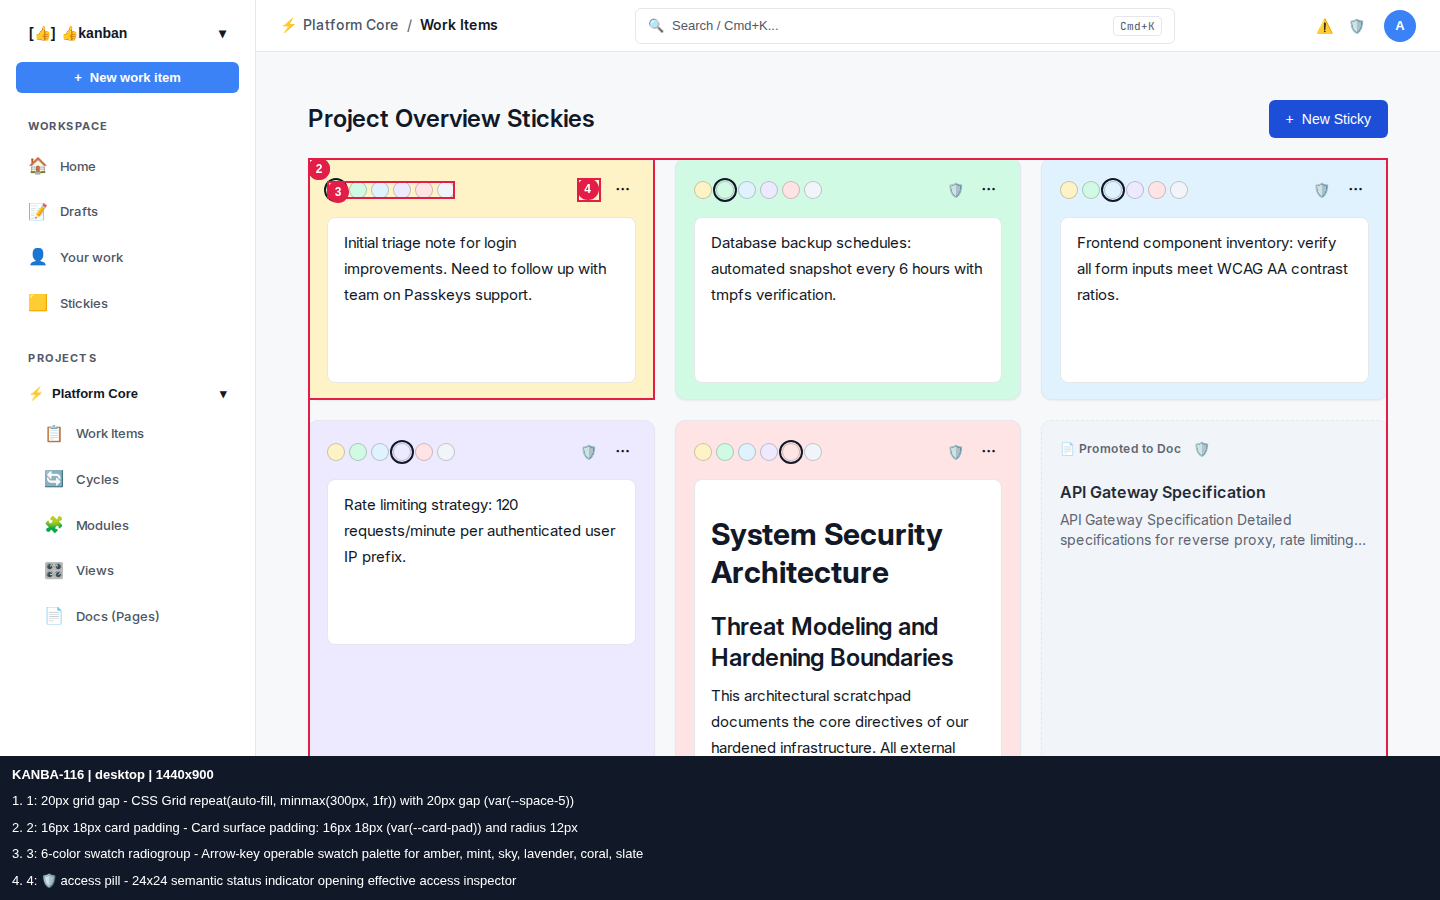 [👍] 👍kanban ▼
+ New work item
WORKSPACE
🏠 Home
📝 Drafts
👤 Your work
🟨 Stickies
PROJECTS
⚡ Platform Core ▼
📋 Work Items
🔄 Cycles
🧩 Modules
🎛️ Views
📄 Docs (Pages)
⚡ Platform Core / Work Items
🔍 Search / Cmd+K...
Cmd+K
⚠️ 🛡️ A
Project Overview Stickies
+ New Sticky
2
3
4 ···
Initial triage note for login
improvements. Need to follow up with
team on Passkeys support.
🛡️ ···
Database backup schedules:
automated snapshot every 6 hours with
tmpfs verification.
🛡️ ···
Frontend component inventory: verify
all form inputs meet WCAG AA contrast
ratios.
🛡️ ···
Rate limiting strategy: 120
requests/minute per authenticated user
IP prefix.
🛡️ ···
System Security
Architecture
Threat Modeling and
Hardening Boundaries
This architectural scratchpad
documents the core directives of our
hardened infrastructure. All external
📄 Promoted to Doc 🛡️
API Gateway Specification
API Gateway Specification Detailed
specifications for reverse proxy, rate limiting...
KANBA-116 | desktop | 1440x900
1. 1: 20px grid gap - CSS Grid repeat(auto-fill, minmax(300px, 1fr)) with 20px gap (var(--space-5))
2. 2: 16px 18px card padding - Card surface padding: 16px 18px (var(--card-pad)) and radius 12px
3. 3: 6-color swatch radiogroup - Arrow-key operable swatch palette for amber, mint, sky, lavender, coral, slate
4. 4: 🛡️ access pill - 24x24 semantic status indicator opening effective access inspector